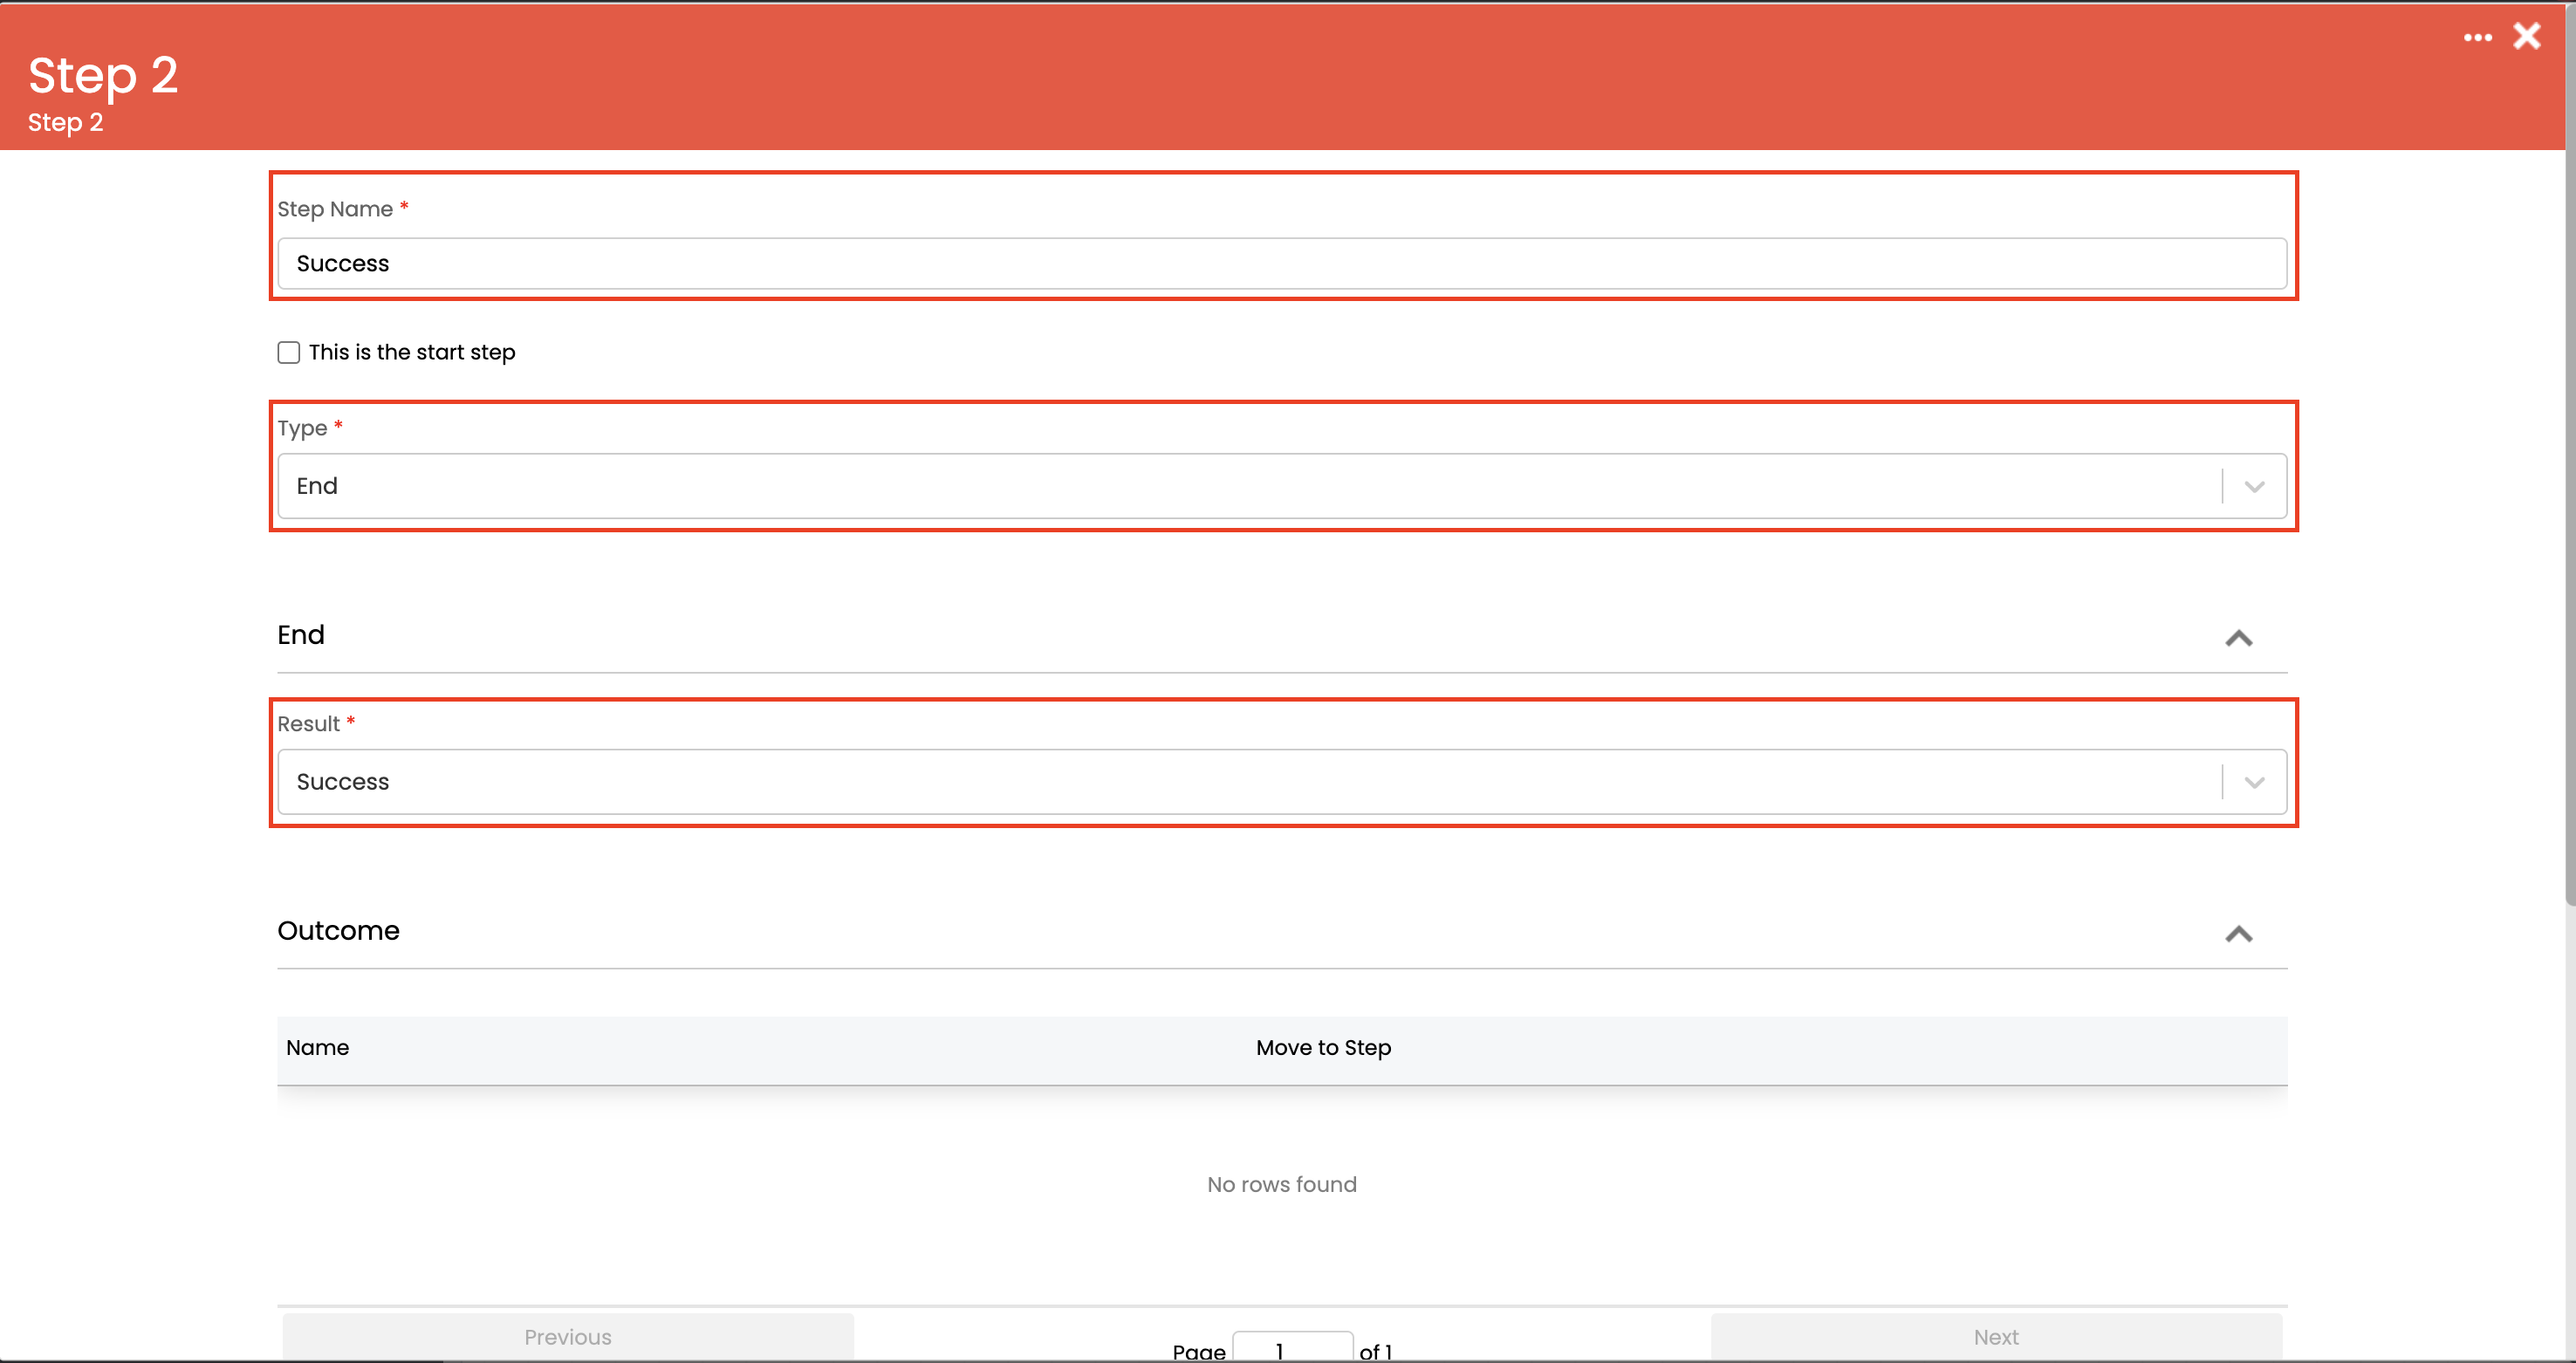 Step 2
Step 2
Step Name *
Success
This is the start step
Type *
End
End
Result *
Success
Outcome
Name Move to Step
No rows found
Previous Page 1 of 1 Next